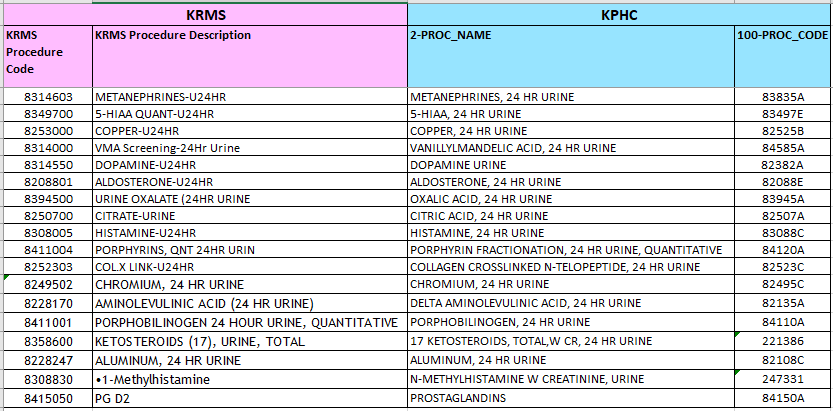 KRMS KPHC
KRMS Procedure Code KRMS Procedure Description 2-PROC_NAME 100-PROC_CODE
8314603 METANEPHRINES-U24HR METANEPHRINES, 24 HR URINE 83835A
8349700 5-HIAA QUANT-U24HR 5-HIAA, 24 HR URINE 83497E
8253000 COPPER-U24HR COPPER, 24 HR URINE 82525B
8314000 VMA Screening-24Hr Urine VANILLYLMANDELIC ACID, 24 HR URINE 84585A
8314550 DOPAMINE-U24HR DOPAMINE URINE 82382A
8208801 ALDOSTERONE-U24HR ALDOSTERONE, 24 HR URINE 82088E
8394500 URINE OXALATE (24HR URINE OXALIC ACID, 24 HR URINE 83945A
8250700 CITRATE-URINE CITRIC ACID, 24 HR URINE 82507A
8308005 HISTAMINE-U24HR HISTAMINE, 24 HR URINE 83088C
8411004 PORPHYRINS, QNT 24HR URIN PORPHYRIN FRACTIONATION, 24 HR URINE, QUANTITATIVE 84120A
8252303 COL.X LINK-U24HR COLLAGEN CROSSLINKED N-TELOPEPTIDE, 24 HR URINE 82523C
8249502 CHROMIUM, 24 HR URINE CHROMIUM, 24 HR URINE 82495C
8228170 AMINOLEVULINIC ACID (24 HR URINE) DELTA AMINOLEVULINIC ACID, 24 HR URINE 82135A
8411001 PORPHOBILINOGEN 24 HOUR URINE, QUANTITATIVE PORPHOBILINOGEN, 24 HR URINE 84110A
8358600 KETOSTEROIDS (17), URINE, TOTAL 17 KETOSTEROIDS, TOTAL,W CR, 24 HR URINE 221386
8228247 ALUMINUM, 24 HR URINE ALUMINUM, 24 HR URINE 82108C
8308830 •1-Methylhistamine N-METHYLHISTAMINE W CREATININE, URINE 247331
8415050 PG D2 PROSTAGLANDINS 84150A